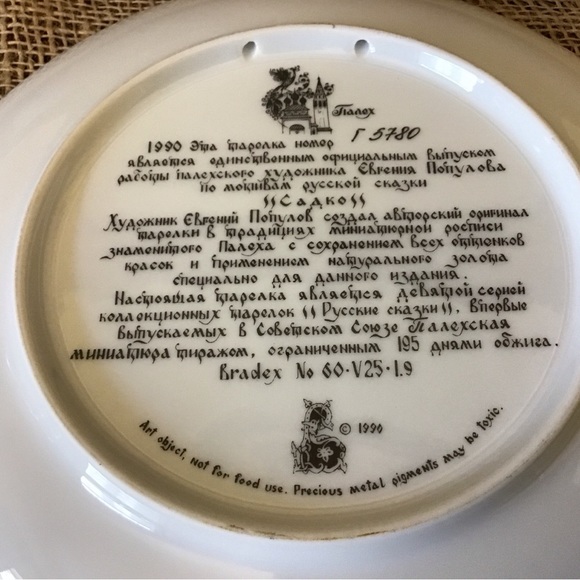 Палех
1990 Эта тарелка номер Г 5780
является единственным официальным выпуском
работы палехского художника Евгения Популова
по мотивам русской сказки
"Садко"
Художник Евгений Популов создал авторский оригинал
тарелки в традициях миниатюрной росписи
знаменитого Палеха с сохранением всех оттенков
красок и применением натурального золота
специально для данного издания.
Настоящая тарелка является девятой серией
коллекционных тарелок "Русские сказки", впервые
выпускаемых в Советском Союзе Палехская
миниатюра тиражом, ограниченным 195 днями обжига.
Bradex No 60·V25·1.9
© 1990
Art object, not for food use. Precious metal pigments may be toxic.